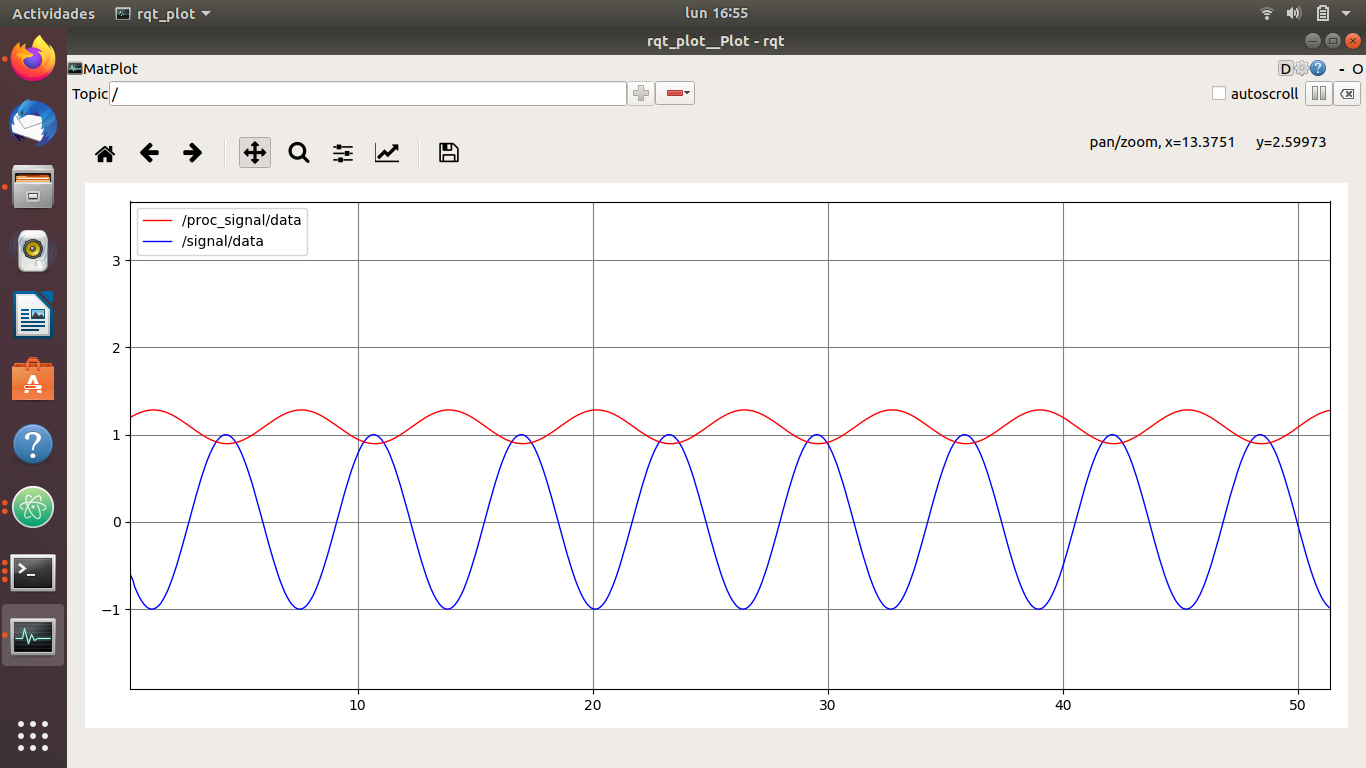 Actividades rqt_plot lun 16:55
rqt_plot__Plot - rqt
MatPlot D ? - O
Topic / autoscroll
pan/zoom, x=13.3751 y=2.59973
/proc_signal/data
/signal/data
3
2
1
0
−1
10 20 30 40 50